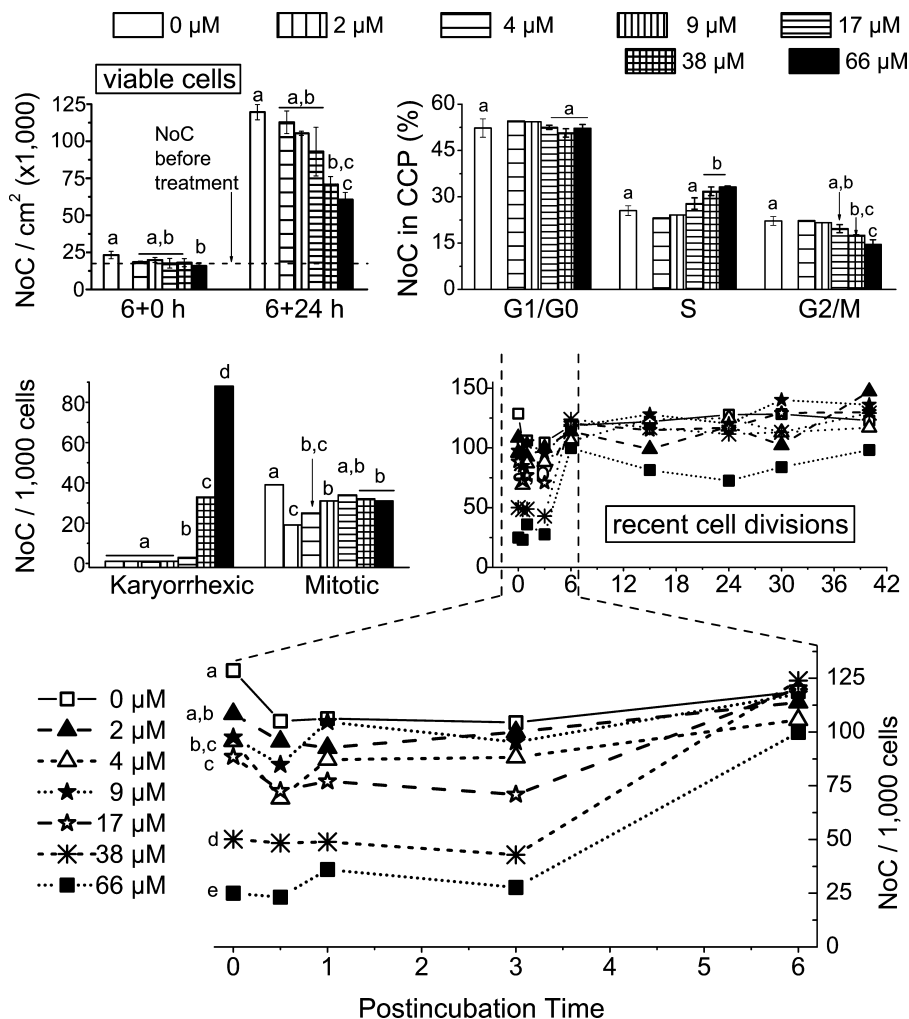 0 µM 2 µM 4 µM 9 µM 17 µM
38 µM 66 µM
viable cells
NoC / cm² (x1,000)
125
100
75
50
25
0
NoC
before
treatment
a
a,b
b
a
a,b
b,c
c
6+0 h 6+24 h
NoC in CCP (%)
60
45
30
15
0
a
a
a
a
b
a
a,b
b,c
c
G1/G0 S G2/M
NoC / 1,000 cells
80
60
40
20
0
a
b
c
d
a
c
b,c
b
a,b
b
Karyorrhexic Mitotic
150
100
50
0
recent cell divisions
0 6 12 18 24 30 36 42
0 µM
2 µM
4 µM
9 µM
17 µM
38 µM
66 µM
a
a,b
b,c
c
d
e
125
100
75
50
25
0
NoC / 1,000 cells
0 1 2 3 4 5 6
Postincubation Time